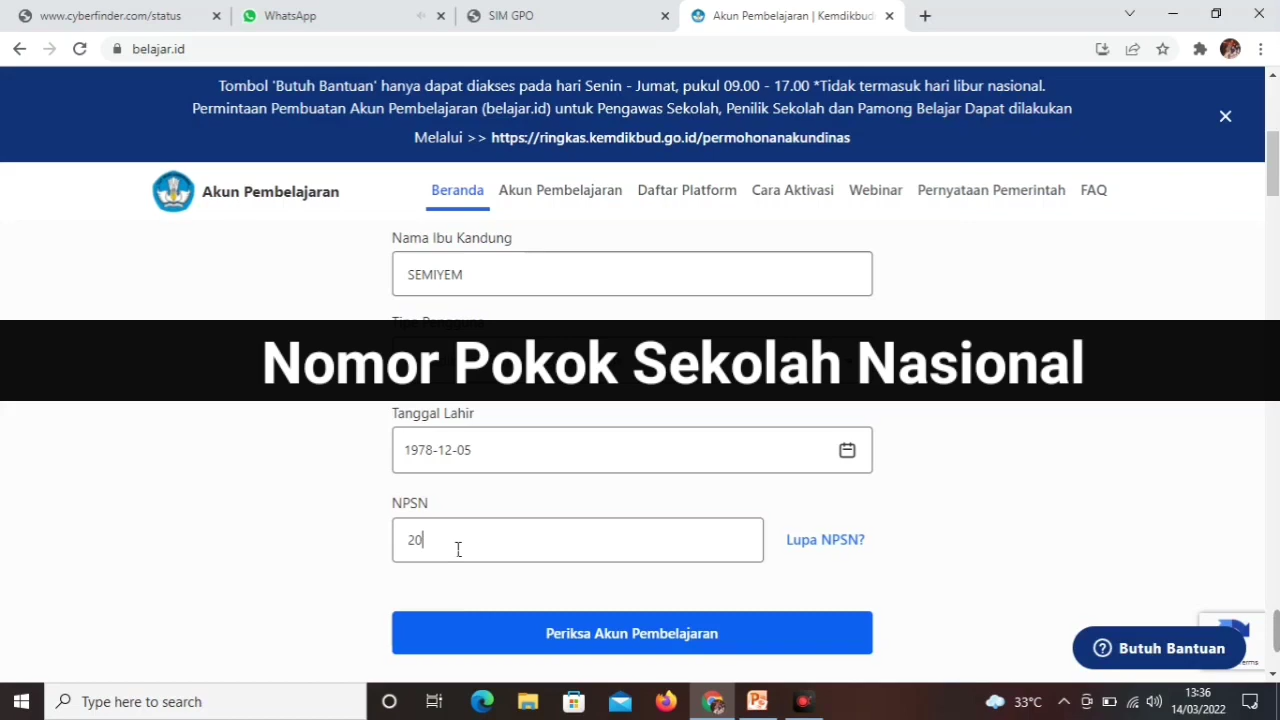 www.cyberfinder.com/status
WhatsApp
SIM GPO
Akun Pembelajaran | Kemdikbud
belajar.id
Tombol 'Butuh Bantuan' hanya dapat diakses pada hari Senin - Jumat, pukul 09.00 - 17.00 *Tidak termasuk hari libur nasional.
Permintaan Pembuatan Akun Pembelajaran (belajar.id) untuk Pengawas Sekolah, Penilik Sekolah dan Pamong Belajar Dapat dilakukan
Melalui >> https://ringkas.kemdikbud.go.id/permohonanakundinas
Akun Pembelajaran
Beranda Akun Pembelajaran Daftar Platform Cara Aktivasi Webinar Pernyataan Pemerintah FAQ
Nama Ibu Kandung
SEMIYEM
Tipe Pengguna
Nomor Pokok Sekolah Nasional
Tanggal Lahir
1978-12-05
NPSN
20
Lupa NPSN?
Periksa Akun Pembelajaran
Butuh Bantuan
Type here to search
33°C
13:36
14/03/2022